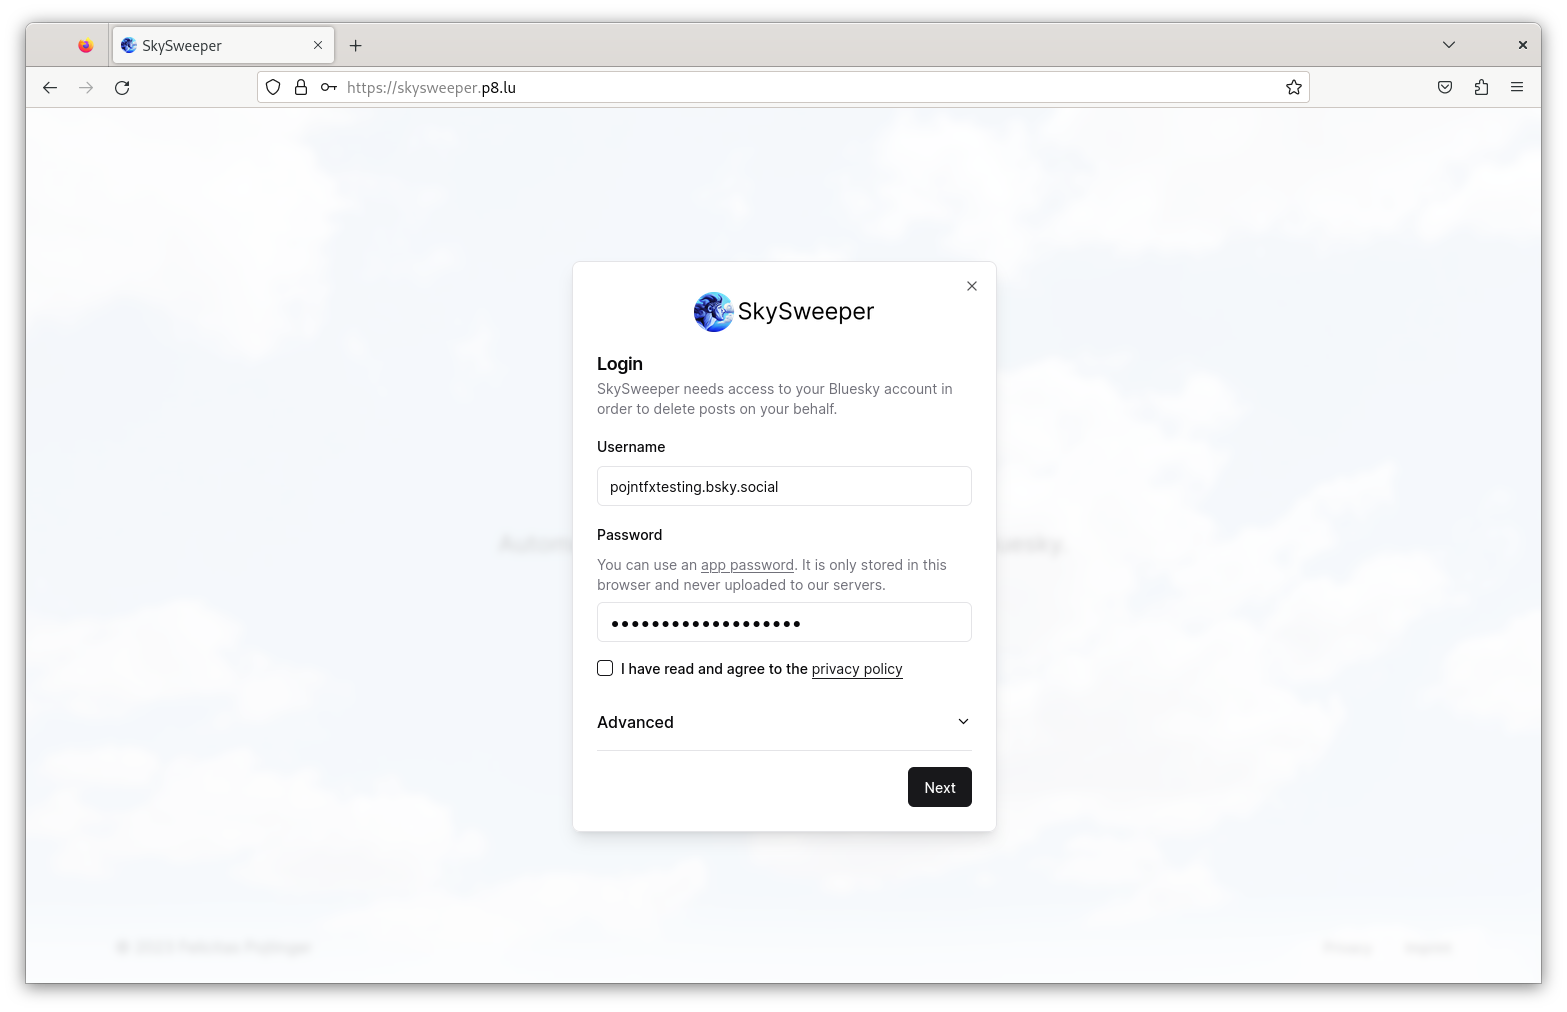 SkySweeper
https://skysweeper.p8.lu
SkySweeper
Login
SkySweeper needs access to your Bluesky account in
order to delete posts on your behalf.
Username
pojntfxtesting.bsky.social
Password
You can use an app password. It is only stored in this
browser and never uploaded to our servers.
●●●●●●●●●●●●●●●●●●●
I have read and agree to the privacy policy
Advanced
Next